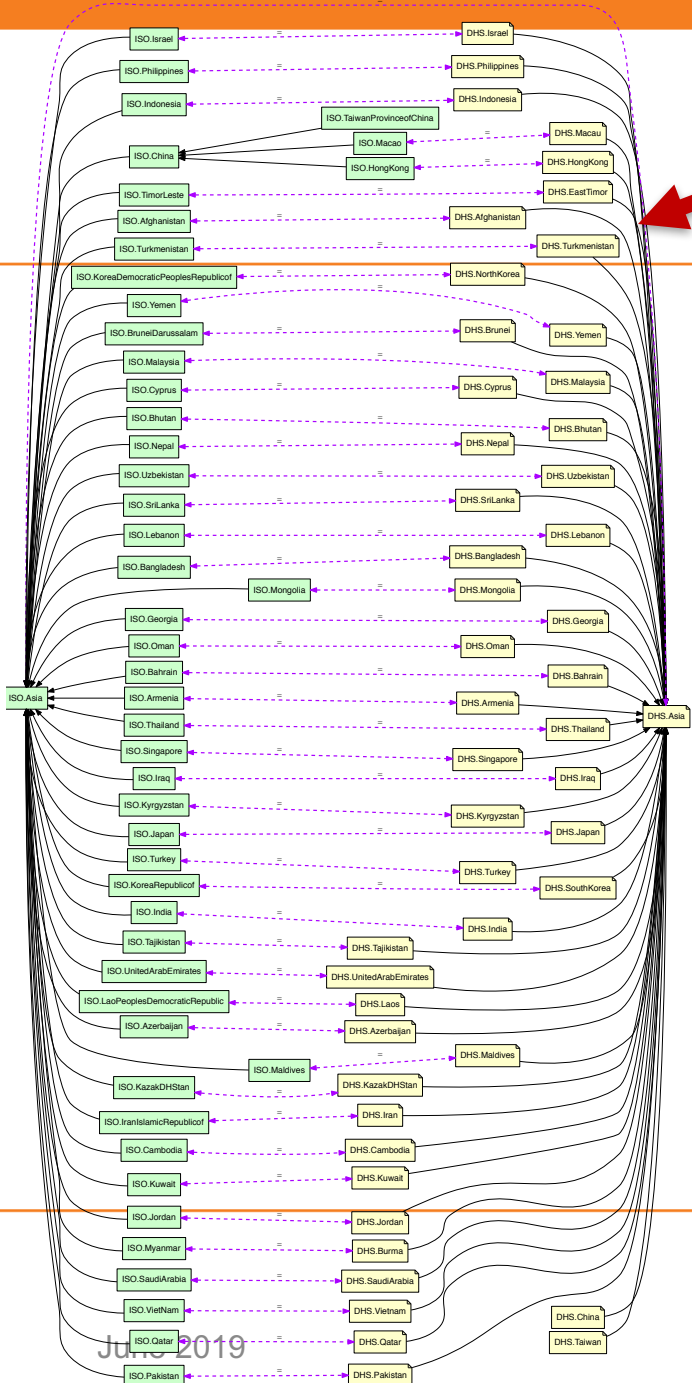 =
ISO.Israel = DHS.Israel
ISO.Philippines = DHS.Philippines
ISO.Indonesia = DHS.Indonesia
ISO.TaiwanProvinceofChina
ISO.Macao = DHS.Macau
ISO.China
ISO.HongKong = DHS.HongKong
ISO.TimorLeste = DHS.EastTimor
ISO.Afghanistan = DHS.Afghanistan
ISO.Turkmenistan = DHS.Turkmenistan
ISO.KoreaDemocraticPeoplesRepublicof = DHS.NorthKorea
ISO.Yemen = DHS.Yemen
ISO.BruneiDarussalam = DHS.Brunei
ISO.Malaysia = DHS.Malaysia
ISO.Cyprus = DHS.Cyprus
ISO.Bhutan = DHS.Bhutan
ISO.Nepal = DHS.Nepal
ISO.Uzbekistan = DHS.Uzbekistan
ISO.SriLanka = DHS.SriLanka
ISO.Lebanon = DHS.Lebanon
ISO.Bangladesh = DHS.Bangladesh
ISO.Mongolia = DHS.Mongolia
ISO.Georgia = DHS.Georgia
ISO.Oman = DHS.Oman
ISO.Bahrain = DHS.Bahrain
ISO.Asia
ISO.Armenia = DHS.Armenia
DHS.Asia
ISO.Thailand = DHS.Thailand
ISO.Singapore = DHS.Singapore
ISO.Iraq = DHS.Iraq
ISO.Kyrgyzstan = DHS.Kyrgyzstan
ISO.Japan = DHS.Japan
ISO.Turkey = DHS.Turkey
ISO.KoreaRepublicof = DHS.SouthKorea
ISO.India = DHS.India
ISO.Tajikistan = DHS.Tajikistan
ISO.UnitedArabEmirates = DHS.UnitedArabEmirates
ISO.LaoPeoplesDemocraticRepublic = DHS.Laos
ISO.Azerbaijan = DHS.Azerbaijan
ISO.Maldives = DHS.Maldives
ISO.KazakDHStan = DHS.KazakDHStan
ISO.IranIslamicRepublicof = DHS.Iran
ISO.Cambodia = DHS.Cambodia
ISO.Kuwait = DHS.Kuwait
ISO.Jordan = DHS.Jordan
ISO.Myanmar = DHS.Burma
ISO.SaudiArabia = DHS.SaudiArabia
ISO.VietNam = DHS.Vietnam
DHS.China
ISO.Qatar = DHS.Qatar
DHS.Taiwan
June 2019
ISO.Pakistan = DHS.Pakistan